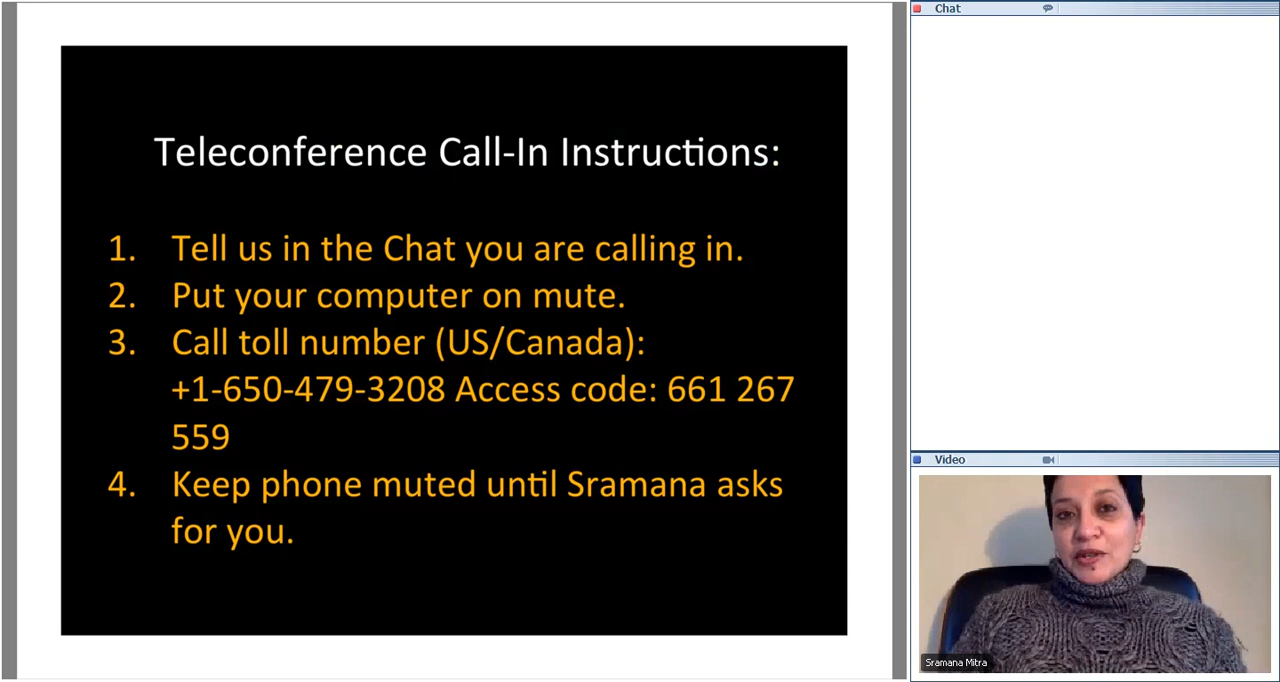 Teleconference Call-In Instructions:
1. Tell us in the Chat you are calling in.
2. Put your computer on mute.
3. Call toll number (US/Canada):
+1-650-479-3208 Access code: 661 267
559
4. Keep phone muted until Sramana asks
for you.
Chat
Video
Sramana Mitra